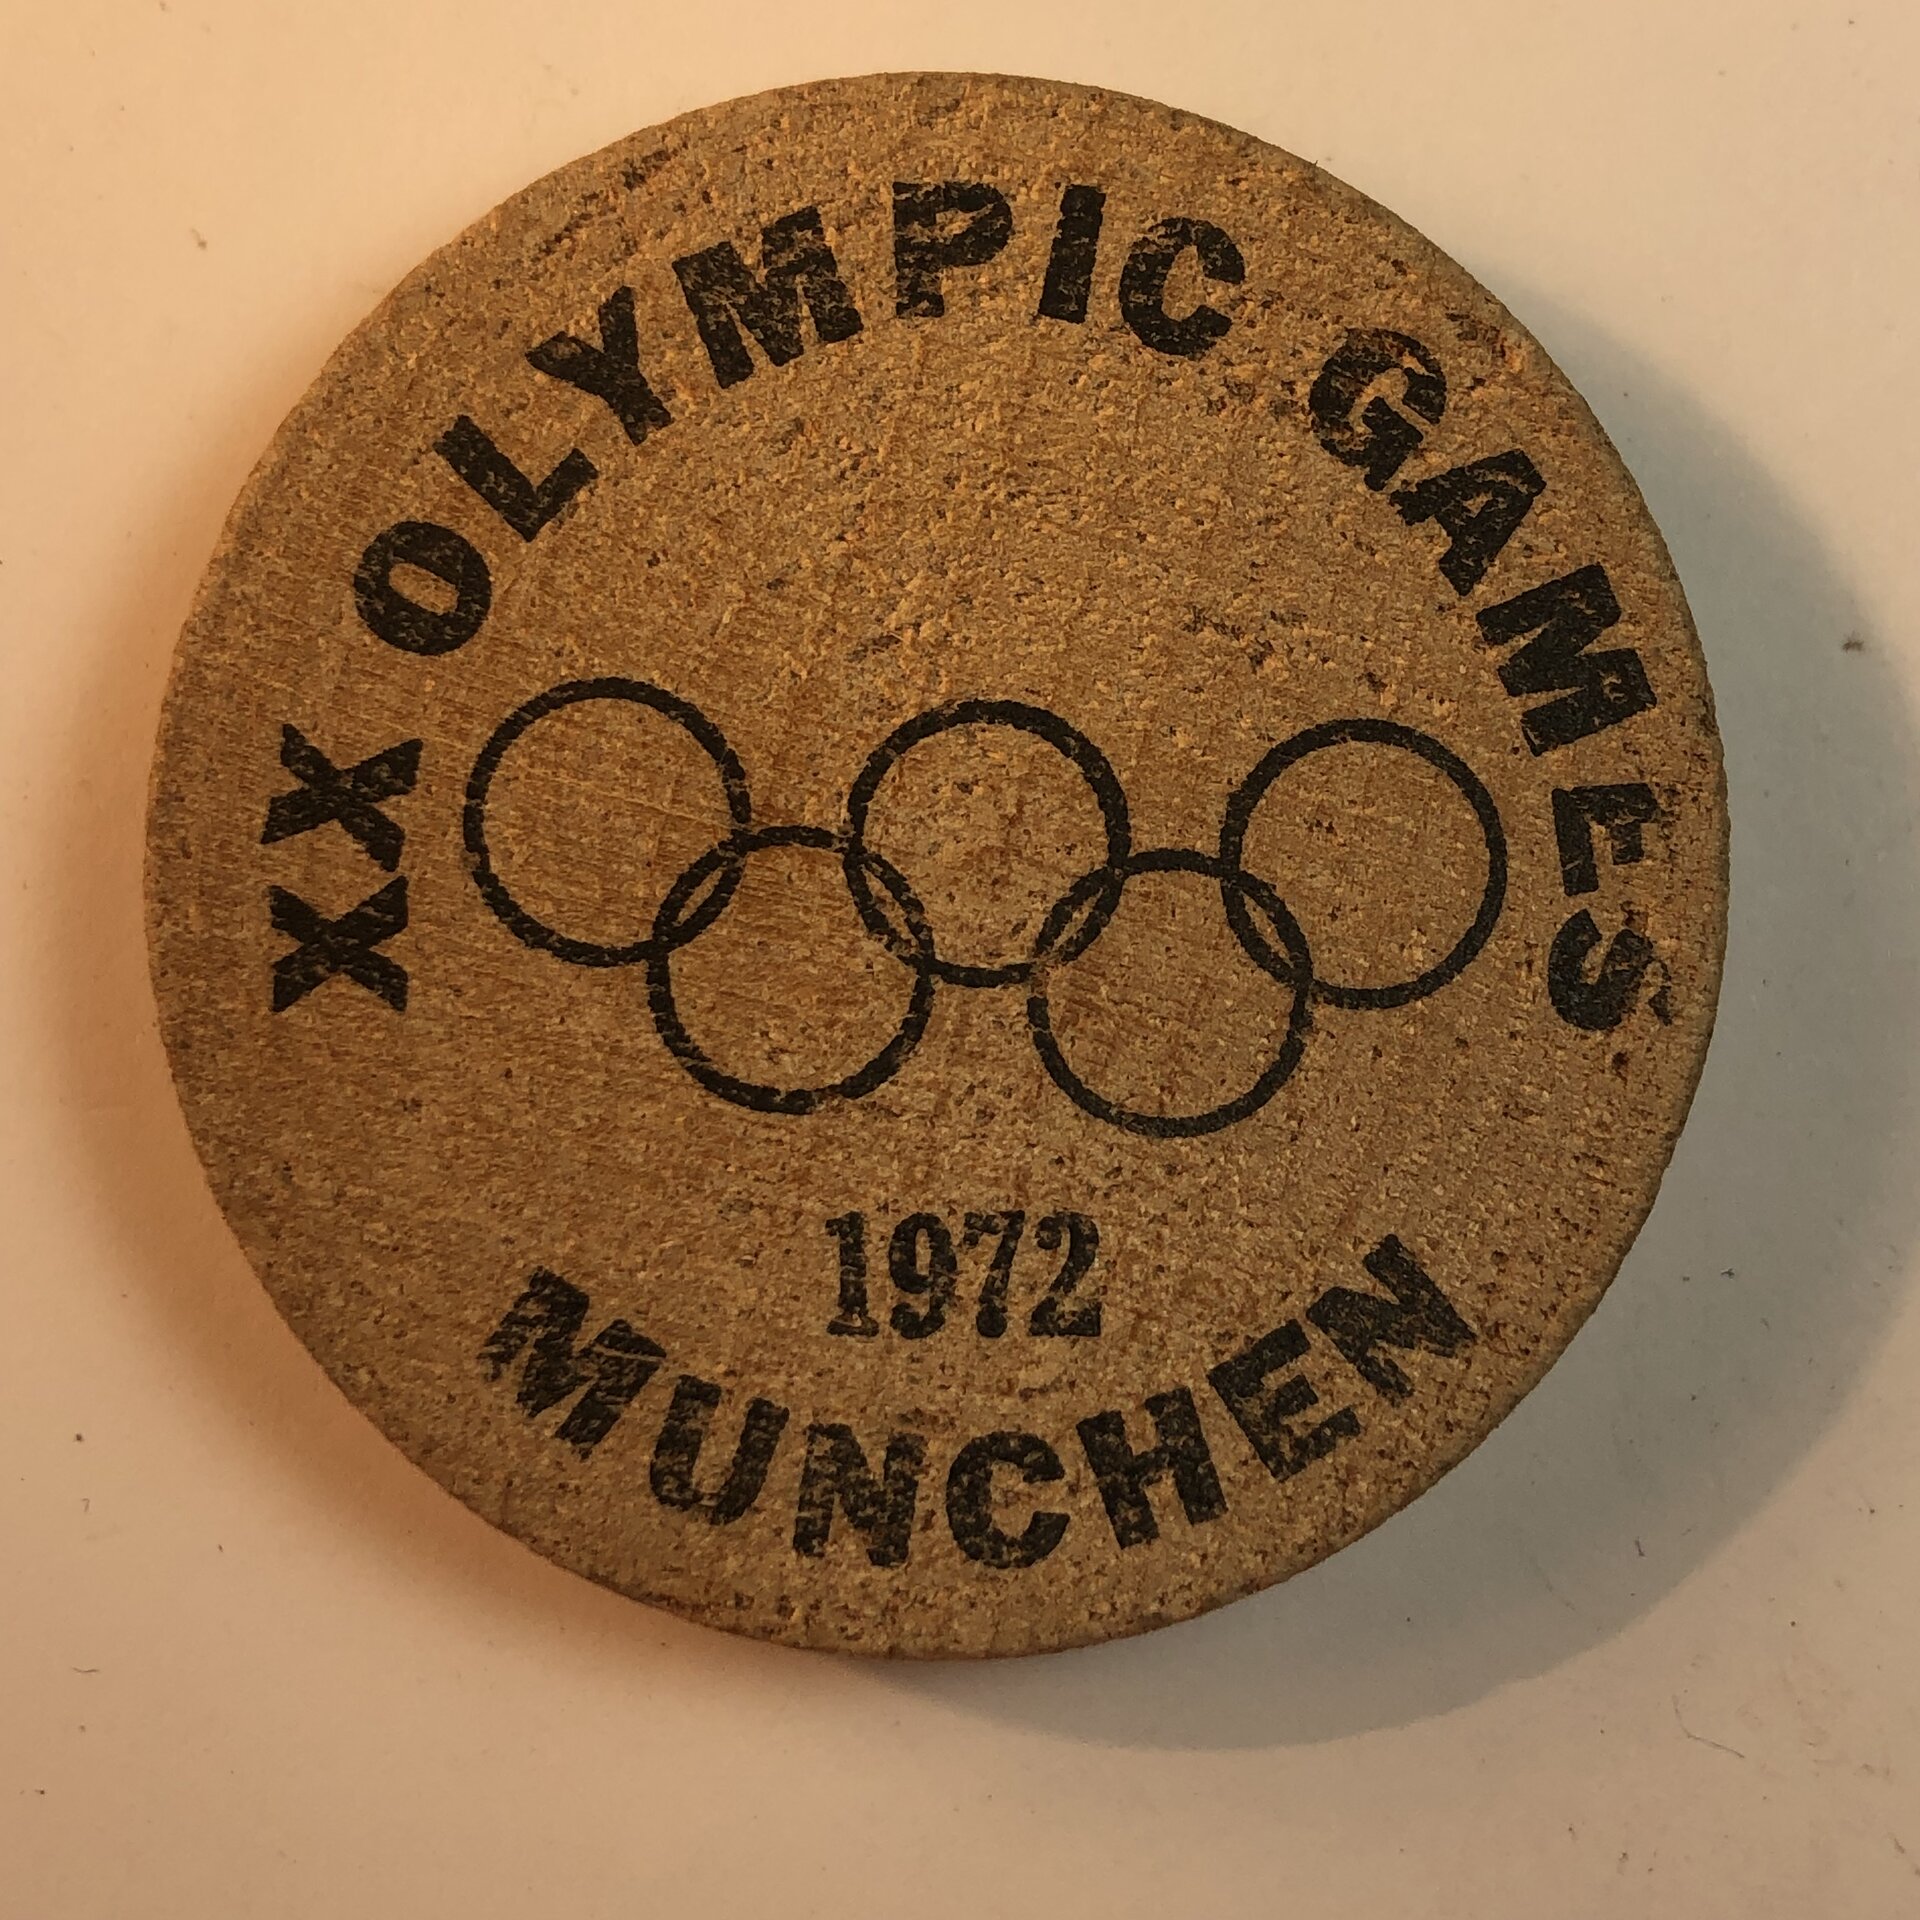 XX OLYMPIC GAMES
1972
MUNCHEN